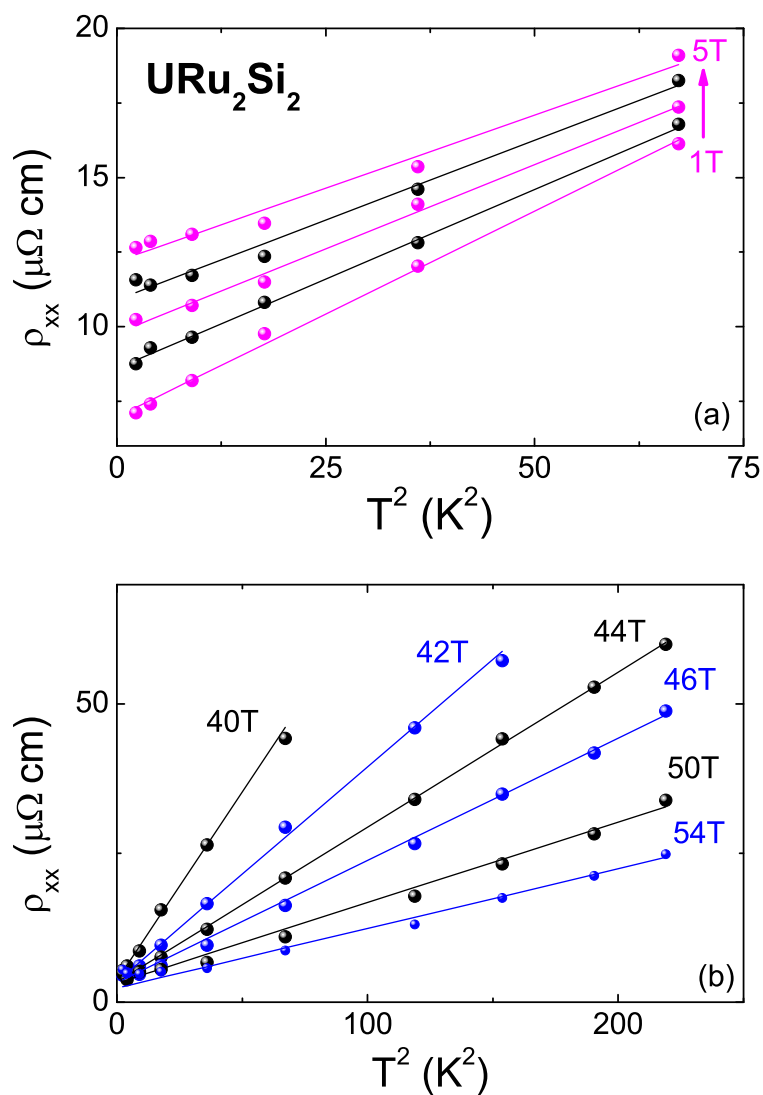 20
15
10
0
25
50
75
URu₂Si₂
5T
1T
(a)
ρxx (μΩ cm)
T² (K²)
50
25
0
0
100
200
40T
42T
44T
46T
50T
54T
(b)
ρxx (μΩ cm)
T² (K²)